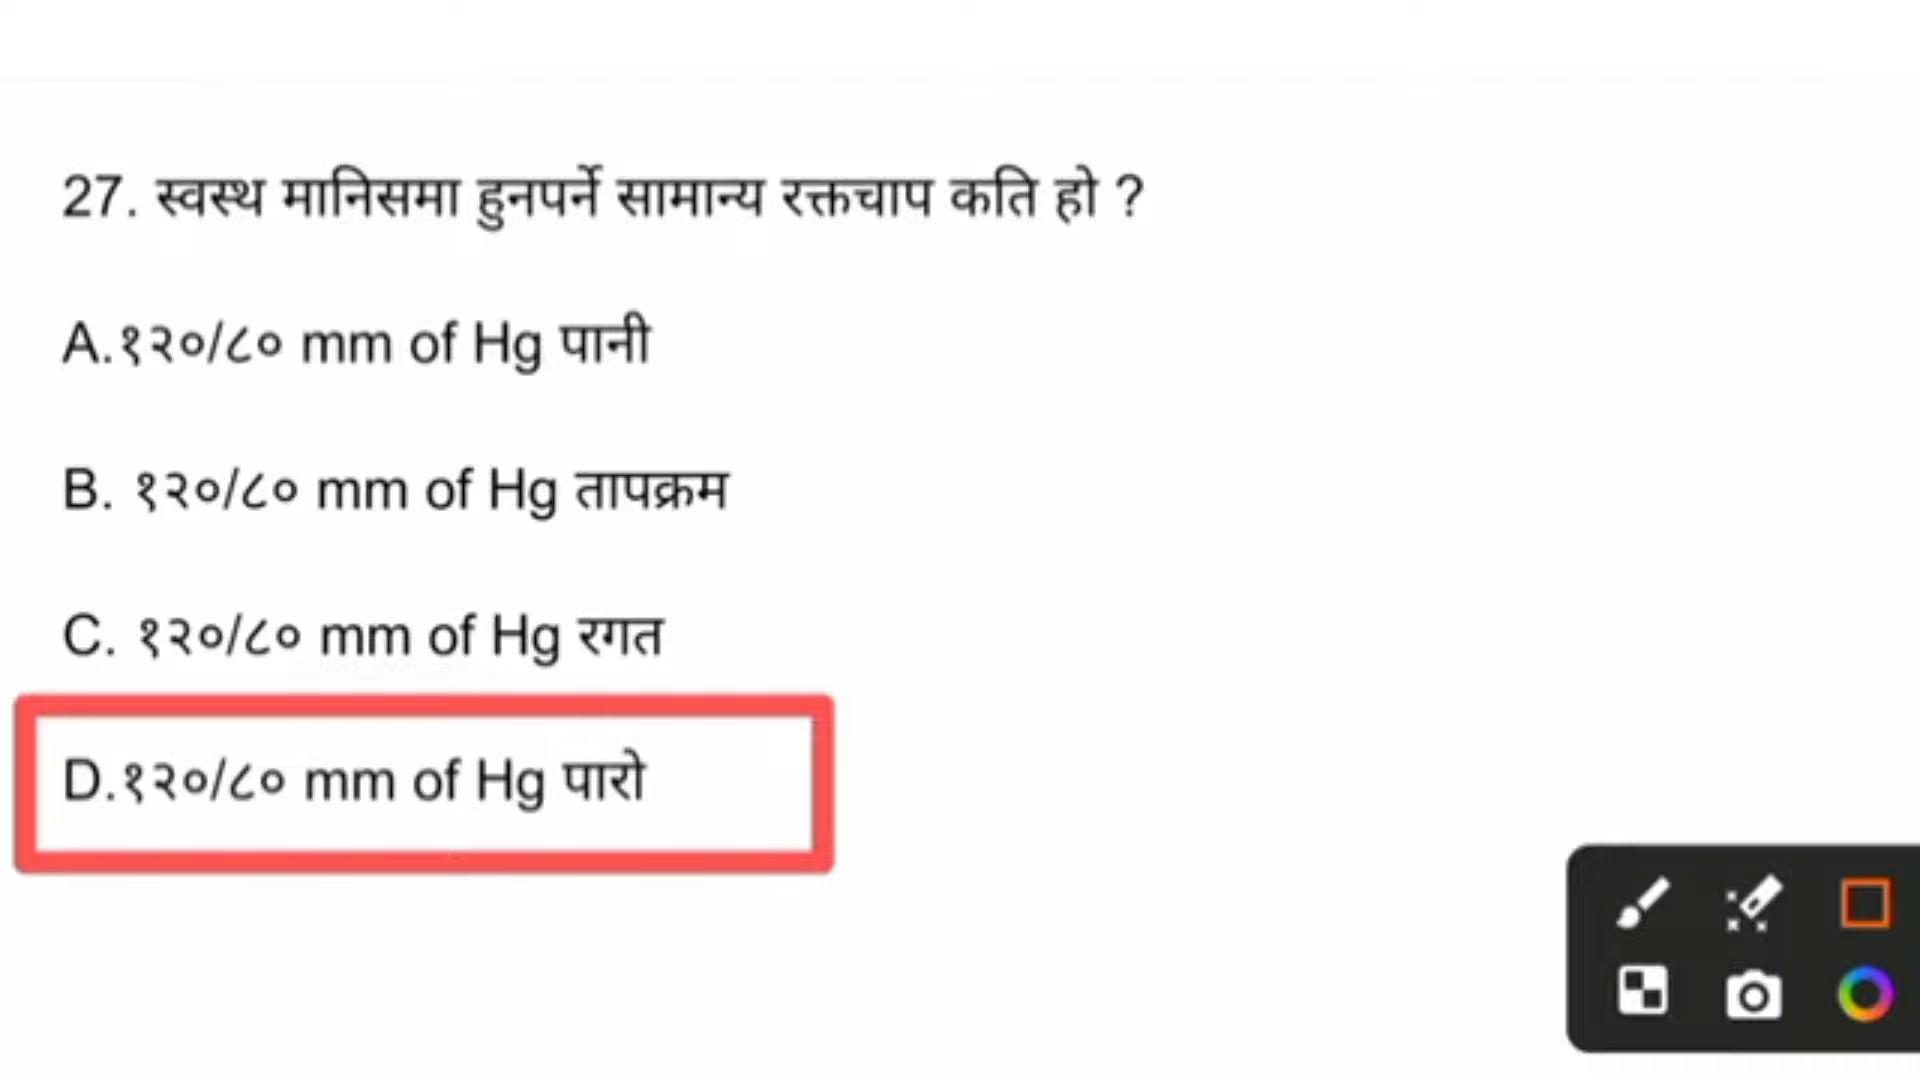 27. स्वस्थ मानिसमा हुनपर्ने सामान्य रक्तचाप कति हो ?
A.१२०/८० mm of Hg पानी
B. १२०/८० mm of Hg तापक्रम
C. १२०/८० mm of Hg रगत
D.१२०/८० mm of Hg पारो